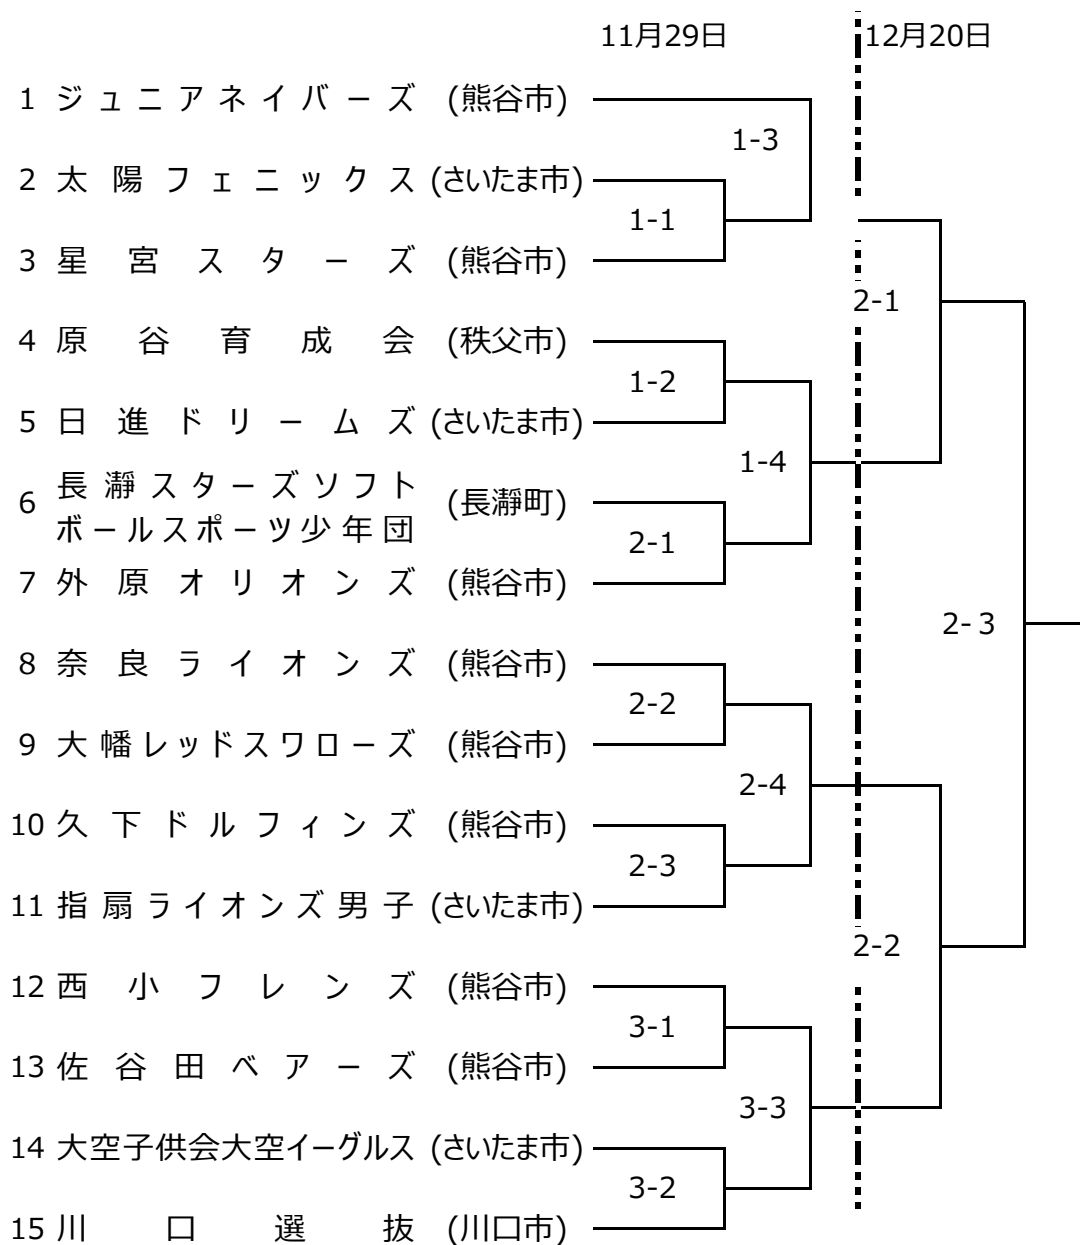 11月29日 12月20日
1 ジュニアネイバーズ (熊谷市)
1-3
2 太陽フェニックス (さいたま市)
1-1
3 星宮スターズ (熊谷市)
2-1
4 原谷育成会 (秩父市)
1-2
5 日進ドリームズ (さいたま市)
1-4
6 長瀞スターズソフト
ボールスポーツ少年団 (長瀞町)
2-1
7 外原オリオンズ (熊谷市)
2-3
8 奈良ライオンズ (熊谷市)
2-2
9 大幡レッドスワローズ (熊谷市)
2-4
10 久下ドルフィンズ (熊谷市)
2-3
11 指扇ライオンズ男子 (さいたま市)
2-2
12 西小フレンズ (熊谷市)
3-1
13 佐谷田ベアーズ (熊谷市)
3-3
14 大空子供会大空イーグルス (さいたま市)
3-2
15 川口選抜 (川口市)